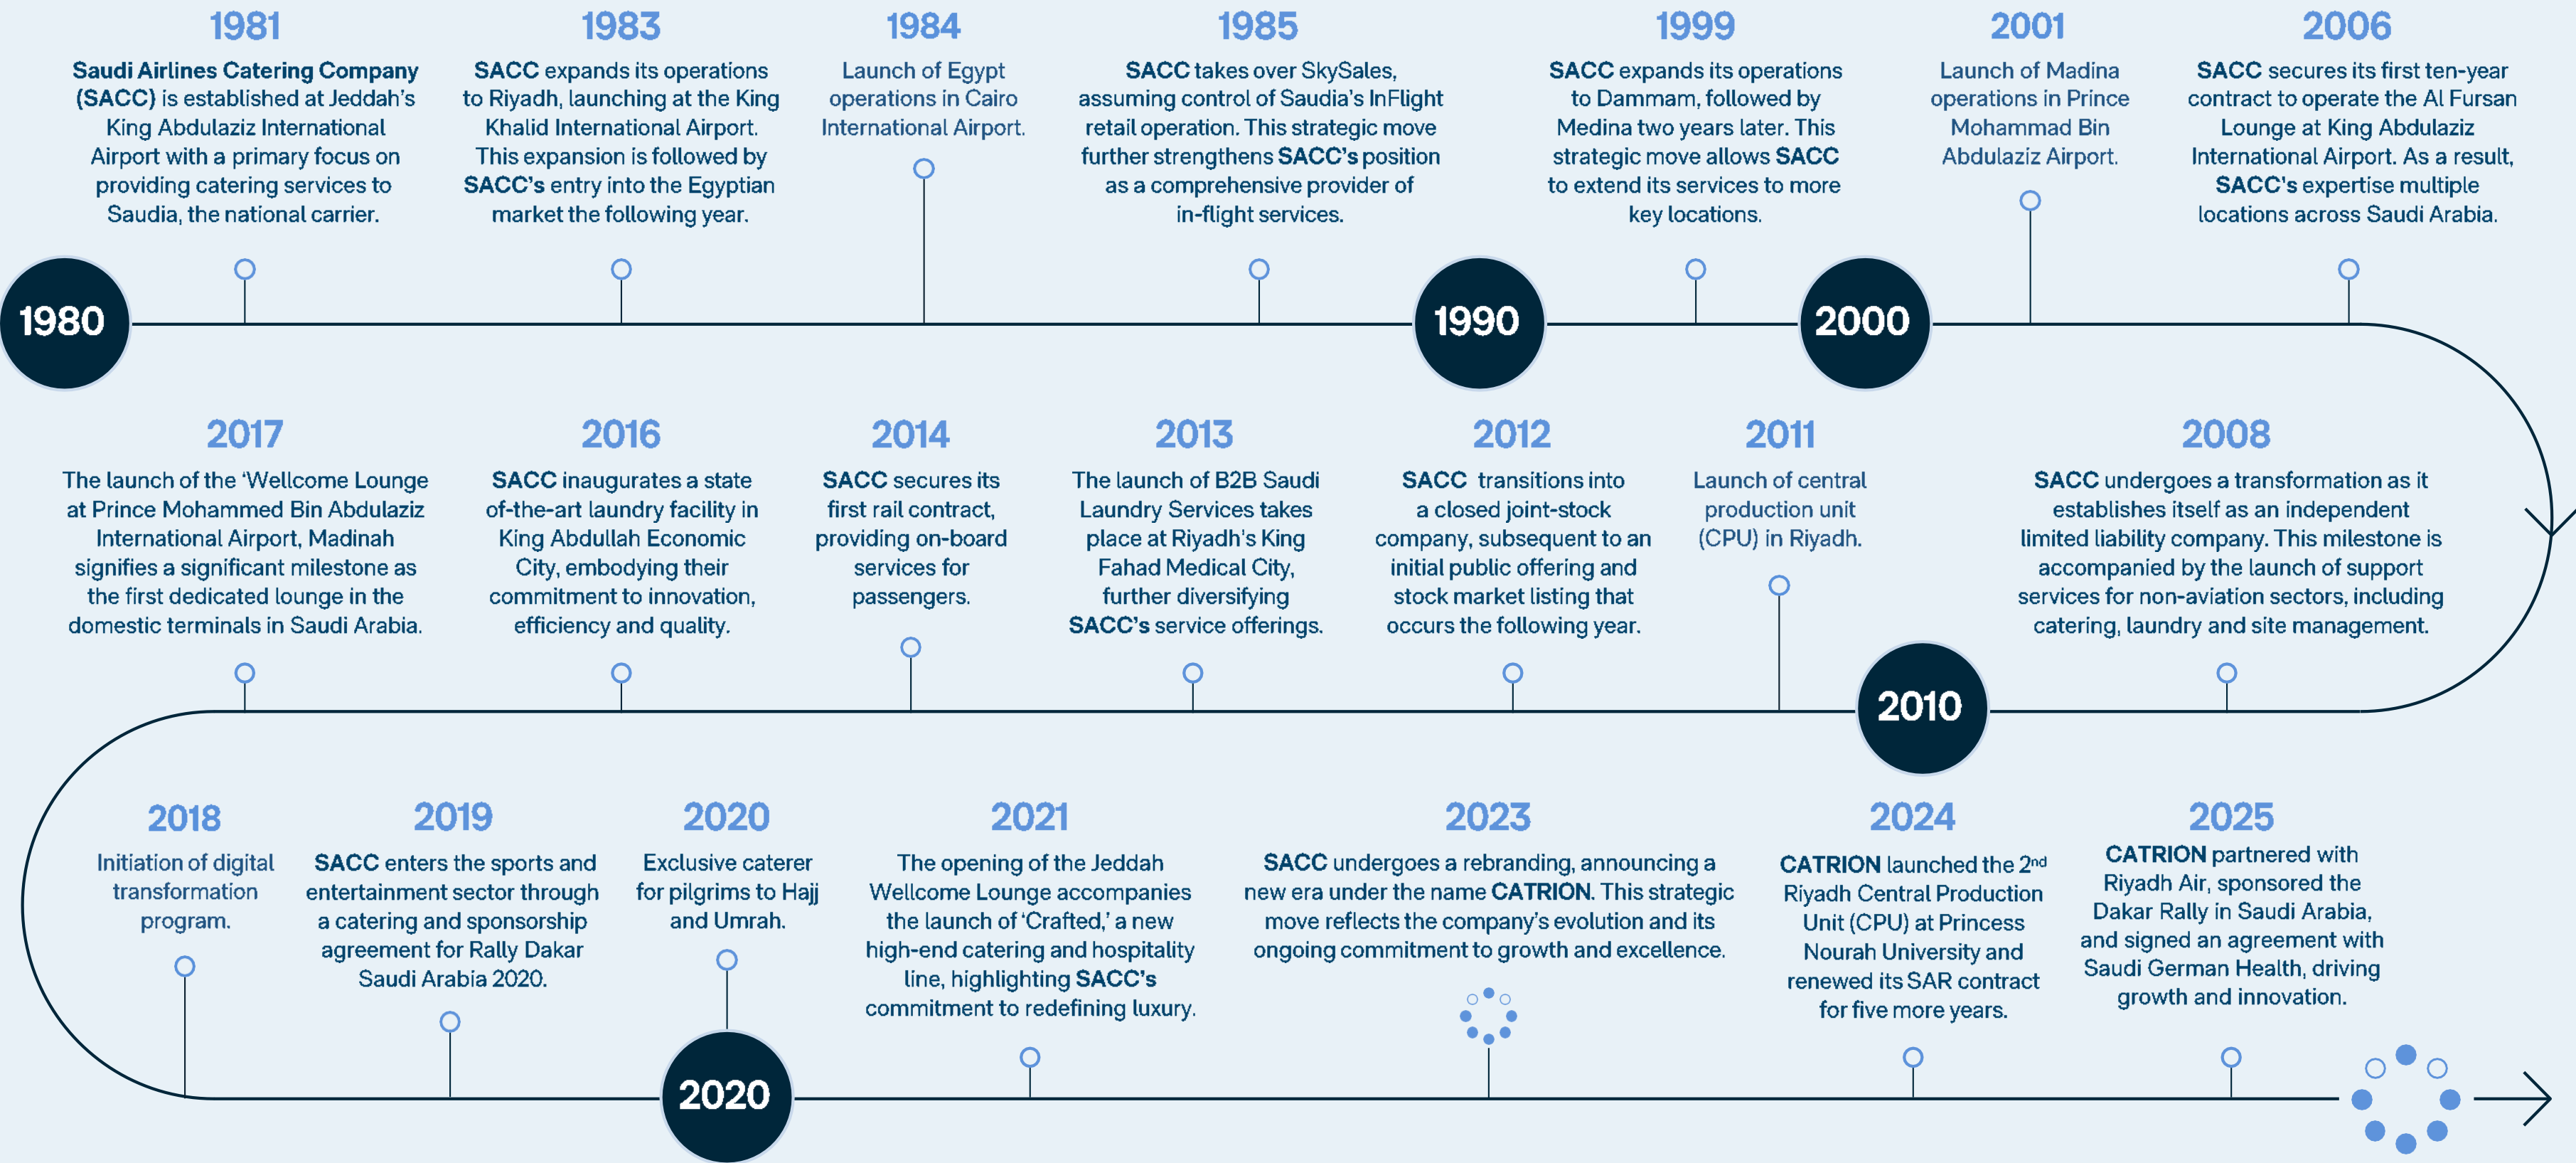 1981
Saudi Airlines Catering Company
(SACC) is established at Jeddah's
King Abdulaziz International
Airport with a primary focus on
providing catering services to
Saudia, the national carrier.
1983
SACC expands its operations
to Riyadh, launching at the King
Khalid International Airport.
This expansion is followed by
SACC's entry into the Egyptian
market the following year.
1984
Launch of Egypt
operations in Cairo
International Airport.
1985
SACC takes over SkySales,
assuming control of Saudia's InFlight
retail operation. This strategic move
further strengthens SACC's position
as a comprehensive provider of
in-flight services.
1999
SACC expands its operations
to Dammam, followed by
Medina two years later. This
strategic move allows SACC
to extend its services to more
key locations.
2001
Launch of Madina
operations in Prince
Mohammad Bin
Abdulaziz Airport.
2006
SACC secures its first ten-year
contract to operate the Al Fursan
Lounge at King Abdulaziz
International Airport. As a result,
SACC's expertise multiple
locations across Saudi Arabia.
1980
1990
2000
2008
SACC undergoes a transformation as it
establishes itself as an independent
limited liability company. This milestone is
accompanied by the launch of support
services for non-aviation sectors, including
catering, laundry and site management.
2010
2011
Launch of central
production unit
(CPU) in Riyadh.
2012
SACC transitions into
a closed joint-stock
company, subsequent to an
initial public offering and
stock market listing that
occurs the following year.
2013
The launch of B2B Saudi
Laundry Services takes
place at Riyadh's King
Fahad Medical City,
further diversifying
SACC's service offerings.
2014
SACC secures its
first rail contract,
providing on-board
services for
passengers.
2016
SACC inaugurates a state
of-the-art laundry facility in
King Abdullah Economic
City, embodying their
commitment to innovation,
efficiency and quality.
2017
The launch of the ‘Wellcome Lounge
at Prince Mohammed Bin Abdulaziz
International Airport, Madinah
signifies a significant milestone as
the first dedicated lounge in the
domestic terminals in Saudi Arabia.
2018
Initiation of digital
transformation
program.
2019
SACC enters the sports and
entertainment sector through
a catering and sponsorship
agreement for Rally Dakar
Saudi Arabia 2020.
2020
Exclusive caterer
for pilgrims to Hajj
and Umrah.
2020
2021
The opening of the Jeddah
Wellcome Lounge accompanies
the launch of ‘Crafted,’ a new
high-end catering and hospitality
line, highlighting SACC's
commitment to redefining luxury.
2023
SACC undergoes a rebranding, announcing a
new era under the name CATRION. This strategic
move reflects the company's evolution and its
ongoing commitment to growth and excellence.
2024
CATRION launched the 2nd
Riyadh Central Production
Unit (CPU) at Princess
Nourah University and
renewed its SAR contract
for five more years.
2025
CATRION partnered with
Riyadh Air, sponsored the
Dakar Rally in Saudi Arabia,
and signed an agreement with
Saudi German Health, driving
growth and innovation.